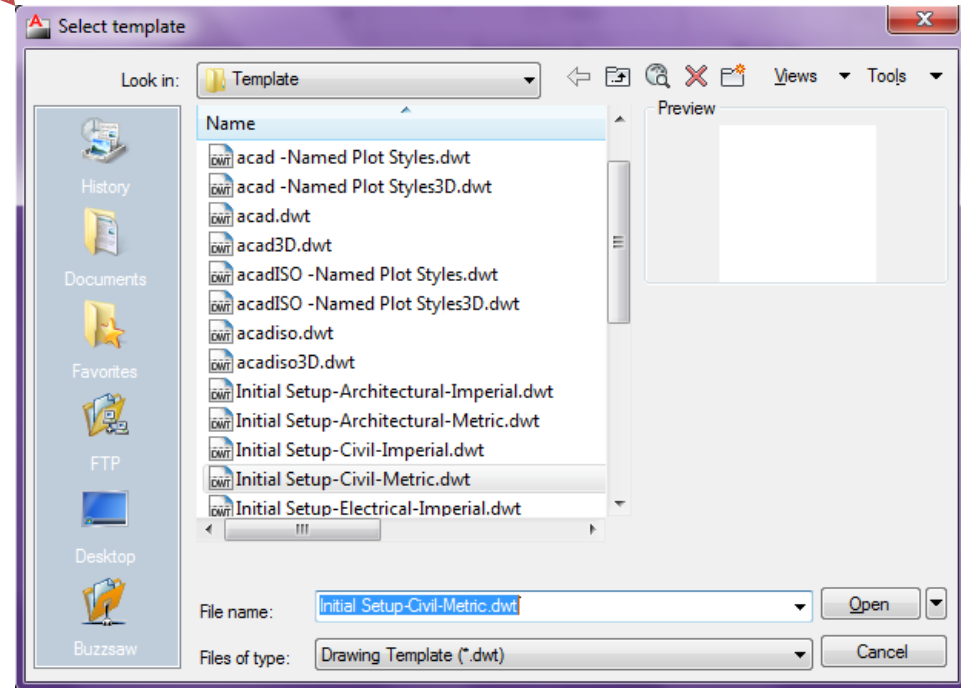 Select template
Look in: Template Views Tools
Name
Preview
acad -Named Plot Styles.dwt
acad -Named Plot Styles3D.dwt
acad.dwt
acad3D.dwt
acadISO -Named Plot Styles.dwt
acadISO -Named Plot Styles3D.dwt
acadiso.dwt
acadiso3D.dwt
Initial Setup-Architectural-Imperial.dwt
Initial Setup-Architectural-Metric.dwt
Initial Setup-Civil-Imperial.dwt
Initial Setup-Civil-Metric.dwt
Initial Setup-Electrical-Imperial.dwt
History
Documents
Favorites
FTP
Desktop
Buzzsaw
File name: Initial Setup-Civil-Metric.dwt Open
Files of type: Drawing Template (*.dwt) Cancel